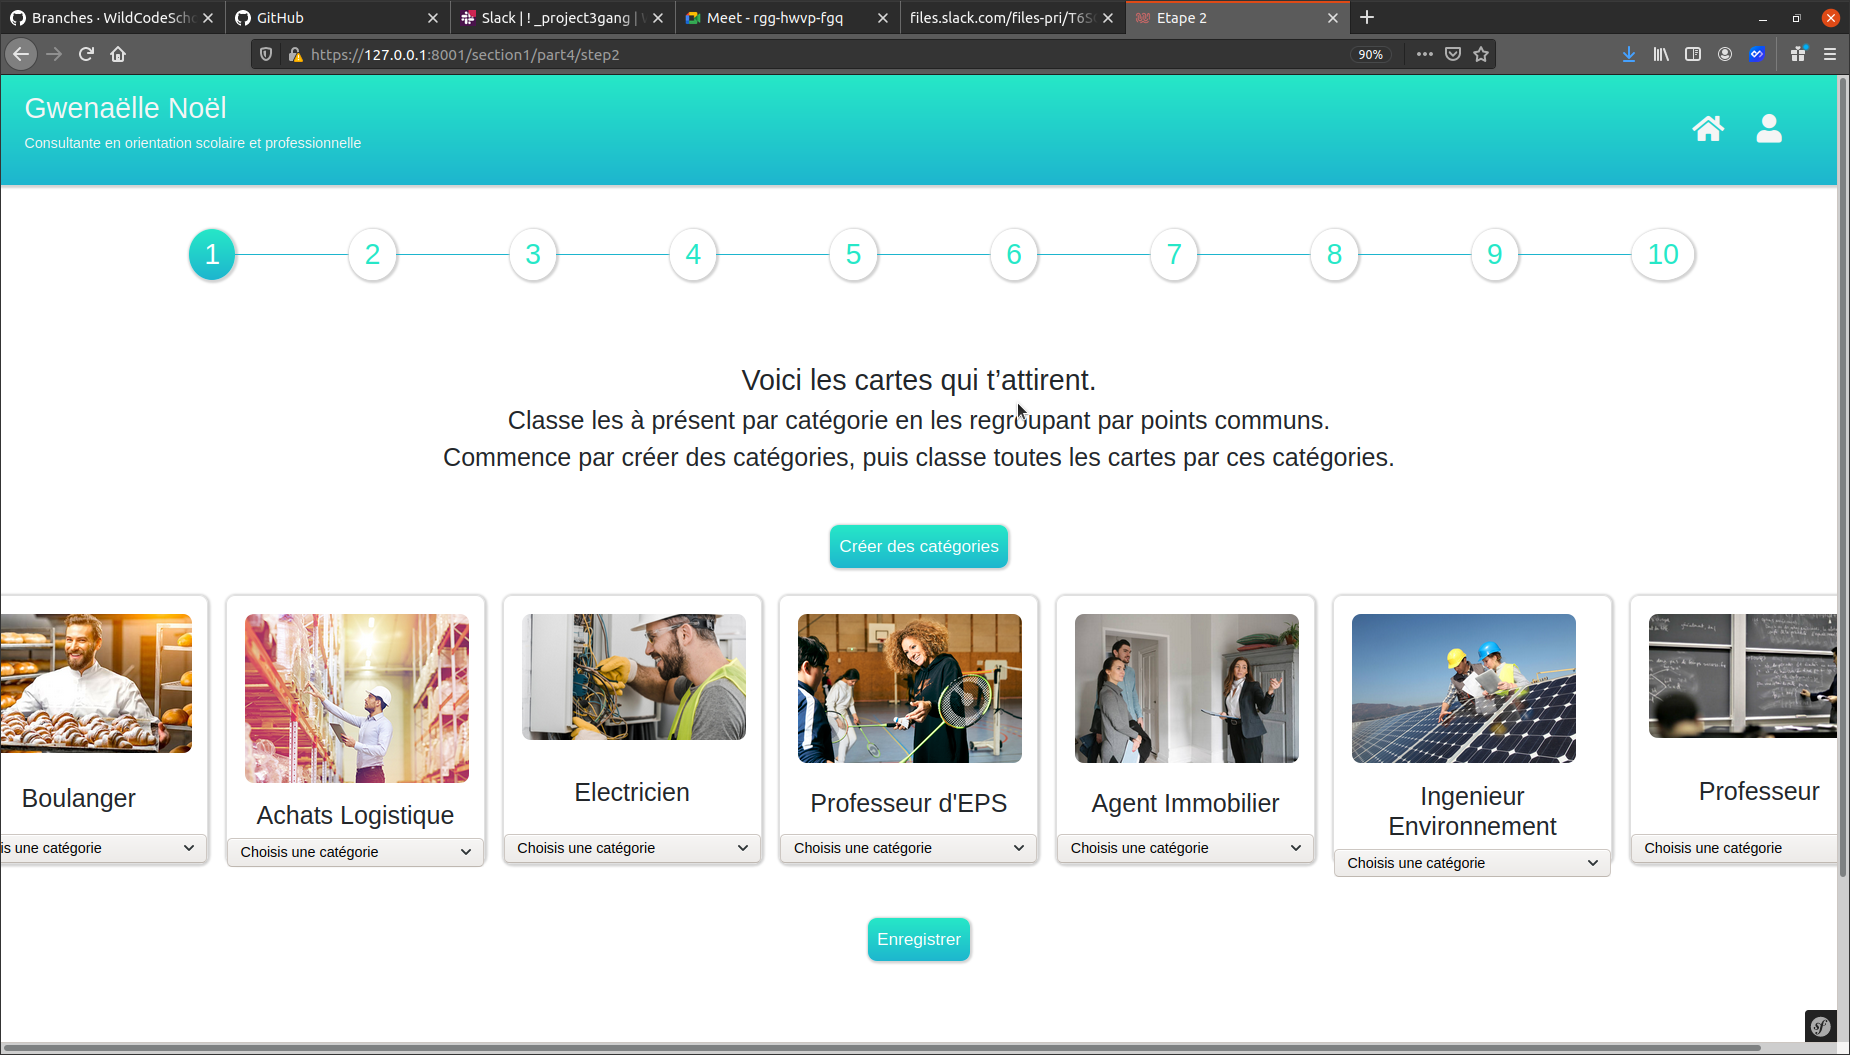 Branches · WildCodeScho
GitHub
Slack | ! _project3gang | 
Meet - rgg-hwvp-fgq
files.slack.com/files-pri/T6S
Etape 2
https://127.0.0.1:8001/section1/part4/step2
90%
Gwenaëlle Noël
Consultante en orientation scolaire et professionnelle
1 2 3 4 5 6 7 8 9 10
Voici les cartes qui t’attirent.
Classe les à présent par catégorie en les regroupant par points communs.
Commence par créer des catégories, puis classe toutes les cartes par ces catégories.
Créer des catégories
Boulanger
is une catégorie
Achats Logistique
Choisis une catégorie
Electricien
Choisis une catégorie
Professeur d'EPS
Choisis une catégorie
Agent Immobilier
Choisis une catégorie
Ingenieur
Environnement
Choisis une catégorie
Professeur
Choisis une catégorie
Enregistrer
sf